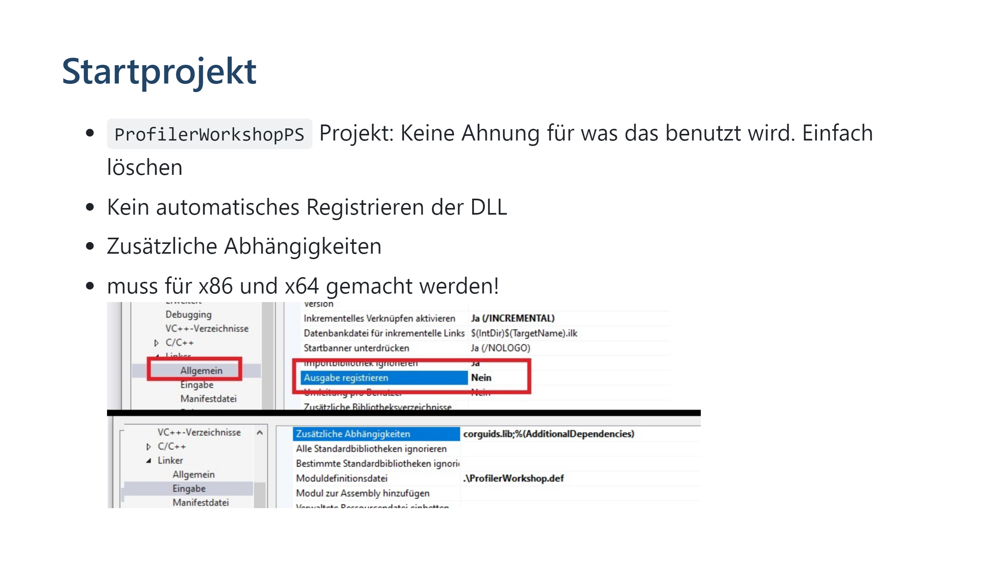 Startprojekt
ProfilerWorkshopPS Projekt: Keine Ahnung für was das benutzt wird. Einfach
löschen
Kein automatisches Registrieren der DLL
Zusätzliche Abhängigkeiten
muss für x86 und x64 gemacht werden!
Erweitert
Debugging
VC++-Verzeichnisse
C/C++
Linker
Allgemein
Eingabe
Manifestdatei
Version
Inkrementelles Verknüpfen aktivieren Ja (/INCREMENTAL)
Datenbankdatei für inkrementelle Links $(IntDir)$(TargetName).ilk
Startbanner unterdrücken Ja (/NOLOGO)
Importbibliothek ignorieren Ja
Ausgabe registrieren Nein
Umleitung pro Benutzer Nein
Zusätzliche Bibliotheksverzeichnisse
VC++-Verzeichnisse
C/C++
Linker
Allgemein
Eingabe
Manifestdatei
Zusätzliche Abhängigkeiten corguids.lib;%(AdditionalDependencies)
Alle Standardbibliotheken ignorieren
Bestimmte Standardbibliotheken ignori
Moduldefinitionsdatei .\ProfilerWorkshop.def
Modul zur Assembly hinzufügen
Verwaltete Ressourcendatei einbetten